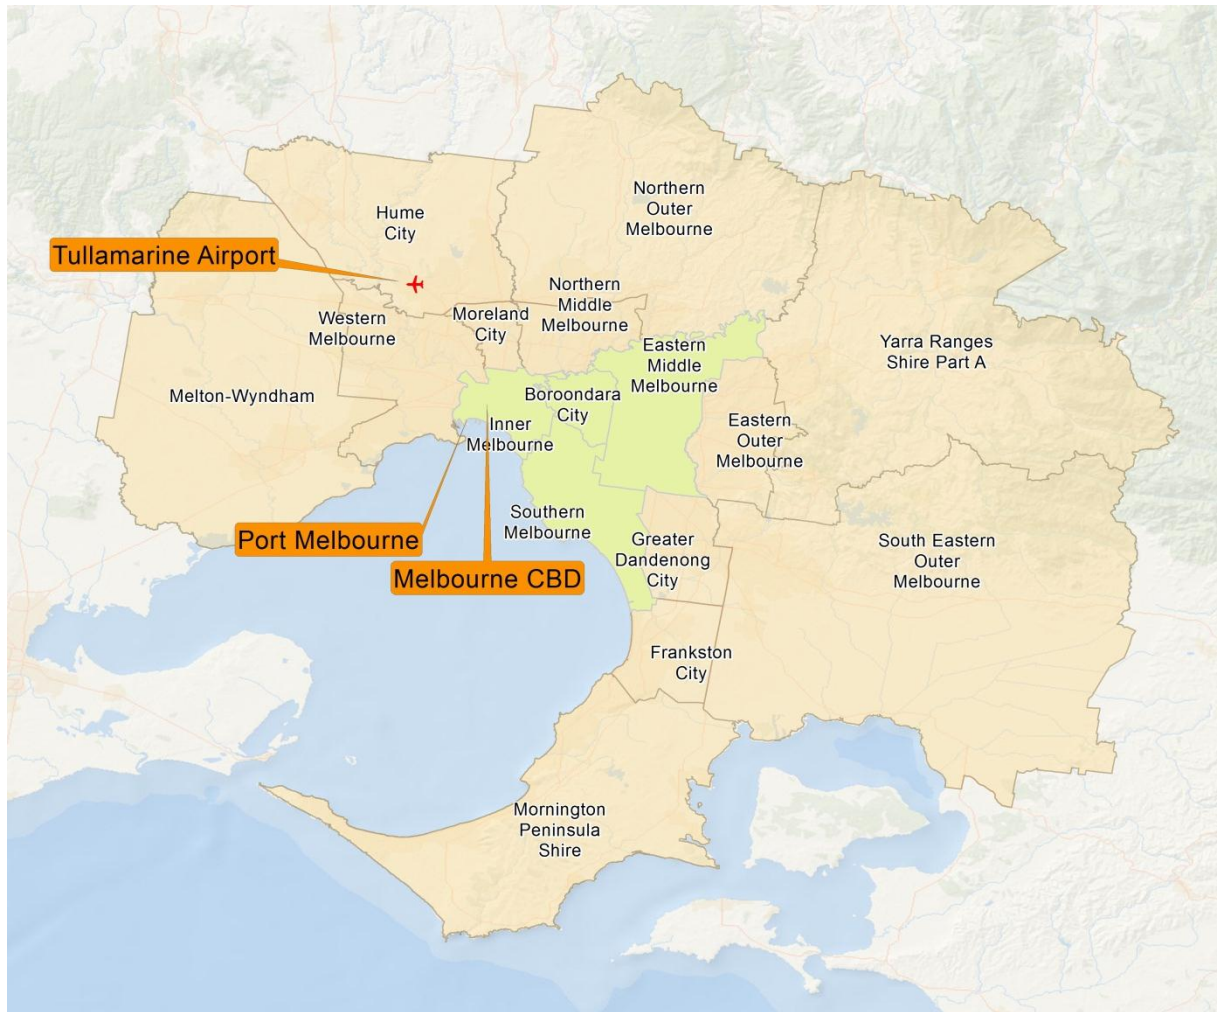 Northern
Outer
Melbourne
Hume
City
Tullamarine Airport
Northern
Middle
Melbourne
Moreland
City
Western
Melbourne
Eastern
Middle
Melbourne
Yarra Ranges
Shire Part A
Melton-Wyndham
Boroondara
City
Inner
Melbourne
Eastern
Outer
Melbourne
Southern
Melbourne
Port Melbourne
Greater
Dandenong
City
South Eastern
Outer
Melbourne
Melbourne CBD
Frankston
City
Mornington
Peninsula
Shire